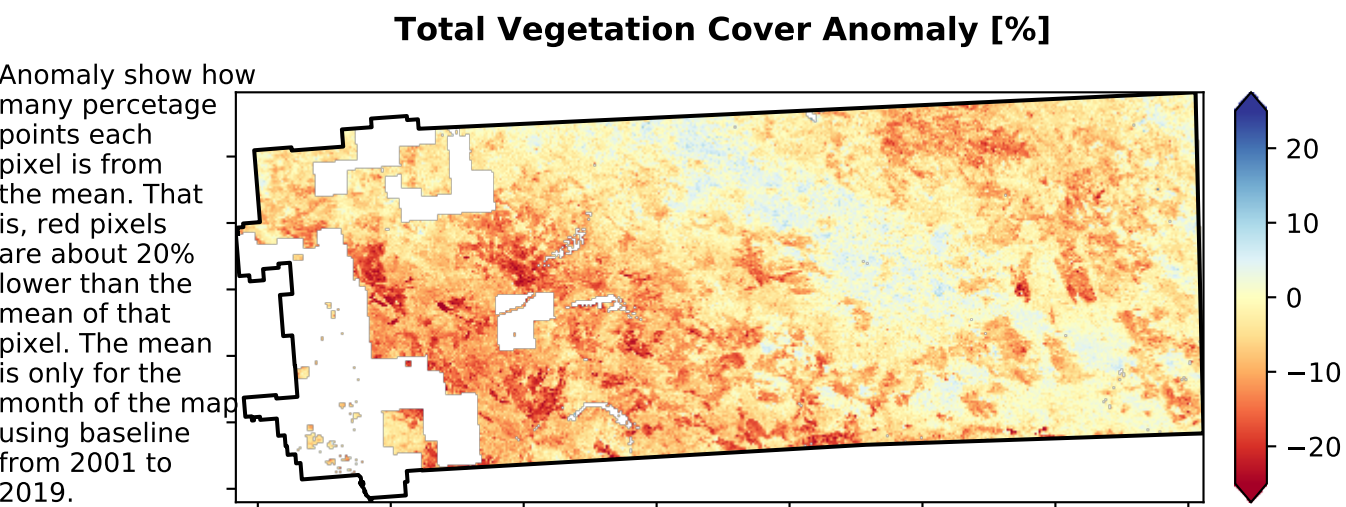 Total Vegetation Cover Anomaly [%]
Anomaly show how
many percetage
points each
pixel is from
the mean. That
is, red pixels
are about 20%
lower than the
mean of that
pixel. The mean
is only for the
month of the map
using baseline
from 2001 to
2019.
20
10
0
−10
−20